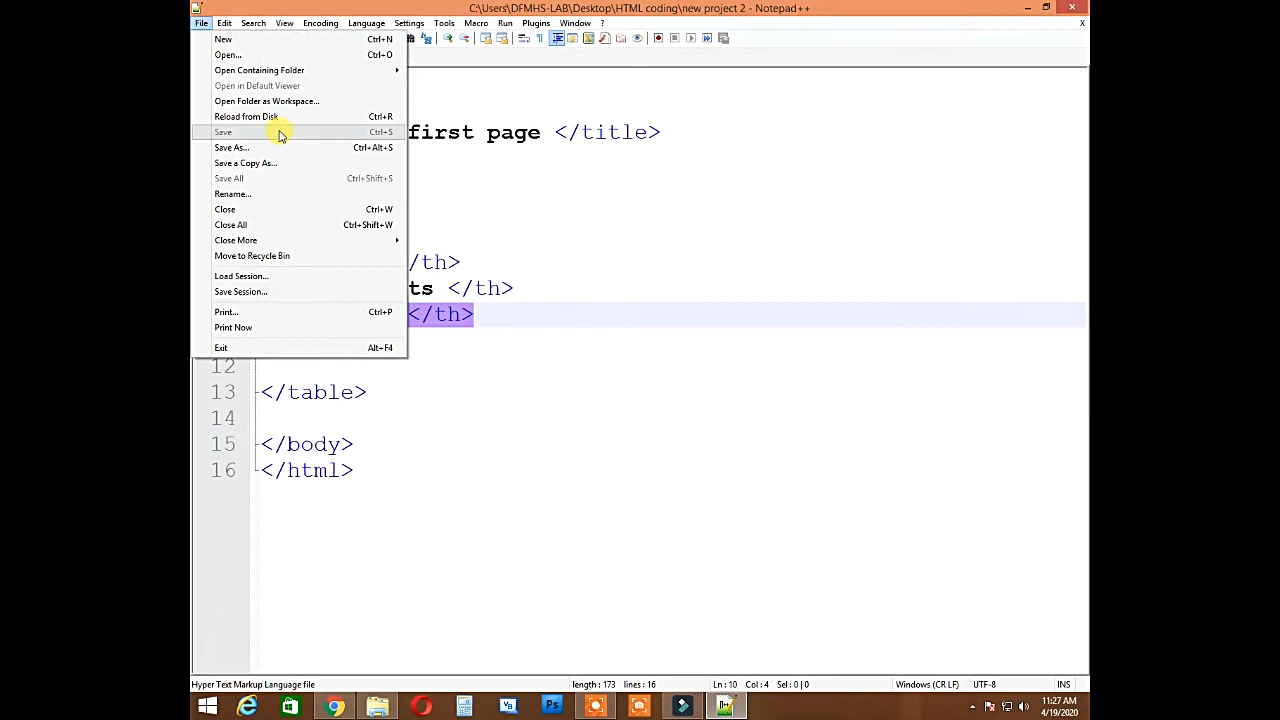 C:\Users\DFMHS-LAB\Desktop\HTML coding\new project 2 - Notepad++
File Edit Search View Encoding Language Settings Tools Macro Run Plugins Window ? X
New Ctrl+N
Open... Ctrl+O
Open Containing Folder
Open in Default Viewer
Open Folder as Workspace...
Reload from Disk Ctrl+R
Save Ctrl+S
Save As... Ctrl+Alt+S
Save a Copy As...
Save All Ctrl+Shift+S
Rename...
Close Ctrl+W
Close All Ctrl+Shift+W
Close More
Move to Recycle Bin
Load Session...
Save Session...
Print... Ctrl+P
Print Now
Exit Alt+F4
first page </title>
/th>
ts </th>
</th>
12
13 </table>
14
15 </body>
16 </html>
Hyper Text Markup Language file length : 173 lines : 16 Ln : 10 Col : 4 Sel : 0 | 0 Windows (CR LF) UTF-8 INS
Ps
11:27 AM
4/19/2020